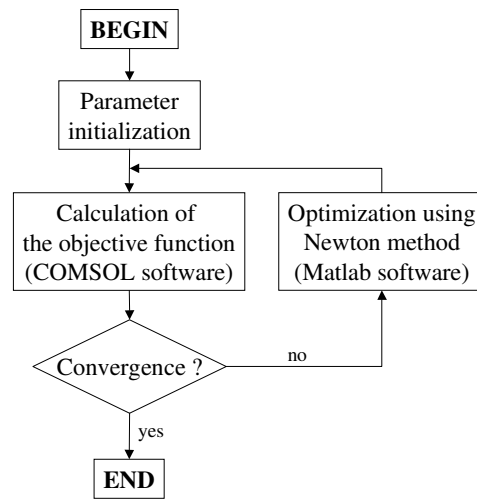 BEGIN
Parameter
initialization
Calculation of
the objective function
(COMSOL software)
Optimization using
Newton method
(Matlab software)
Convergence ?
no
yes
END